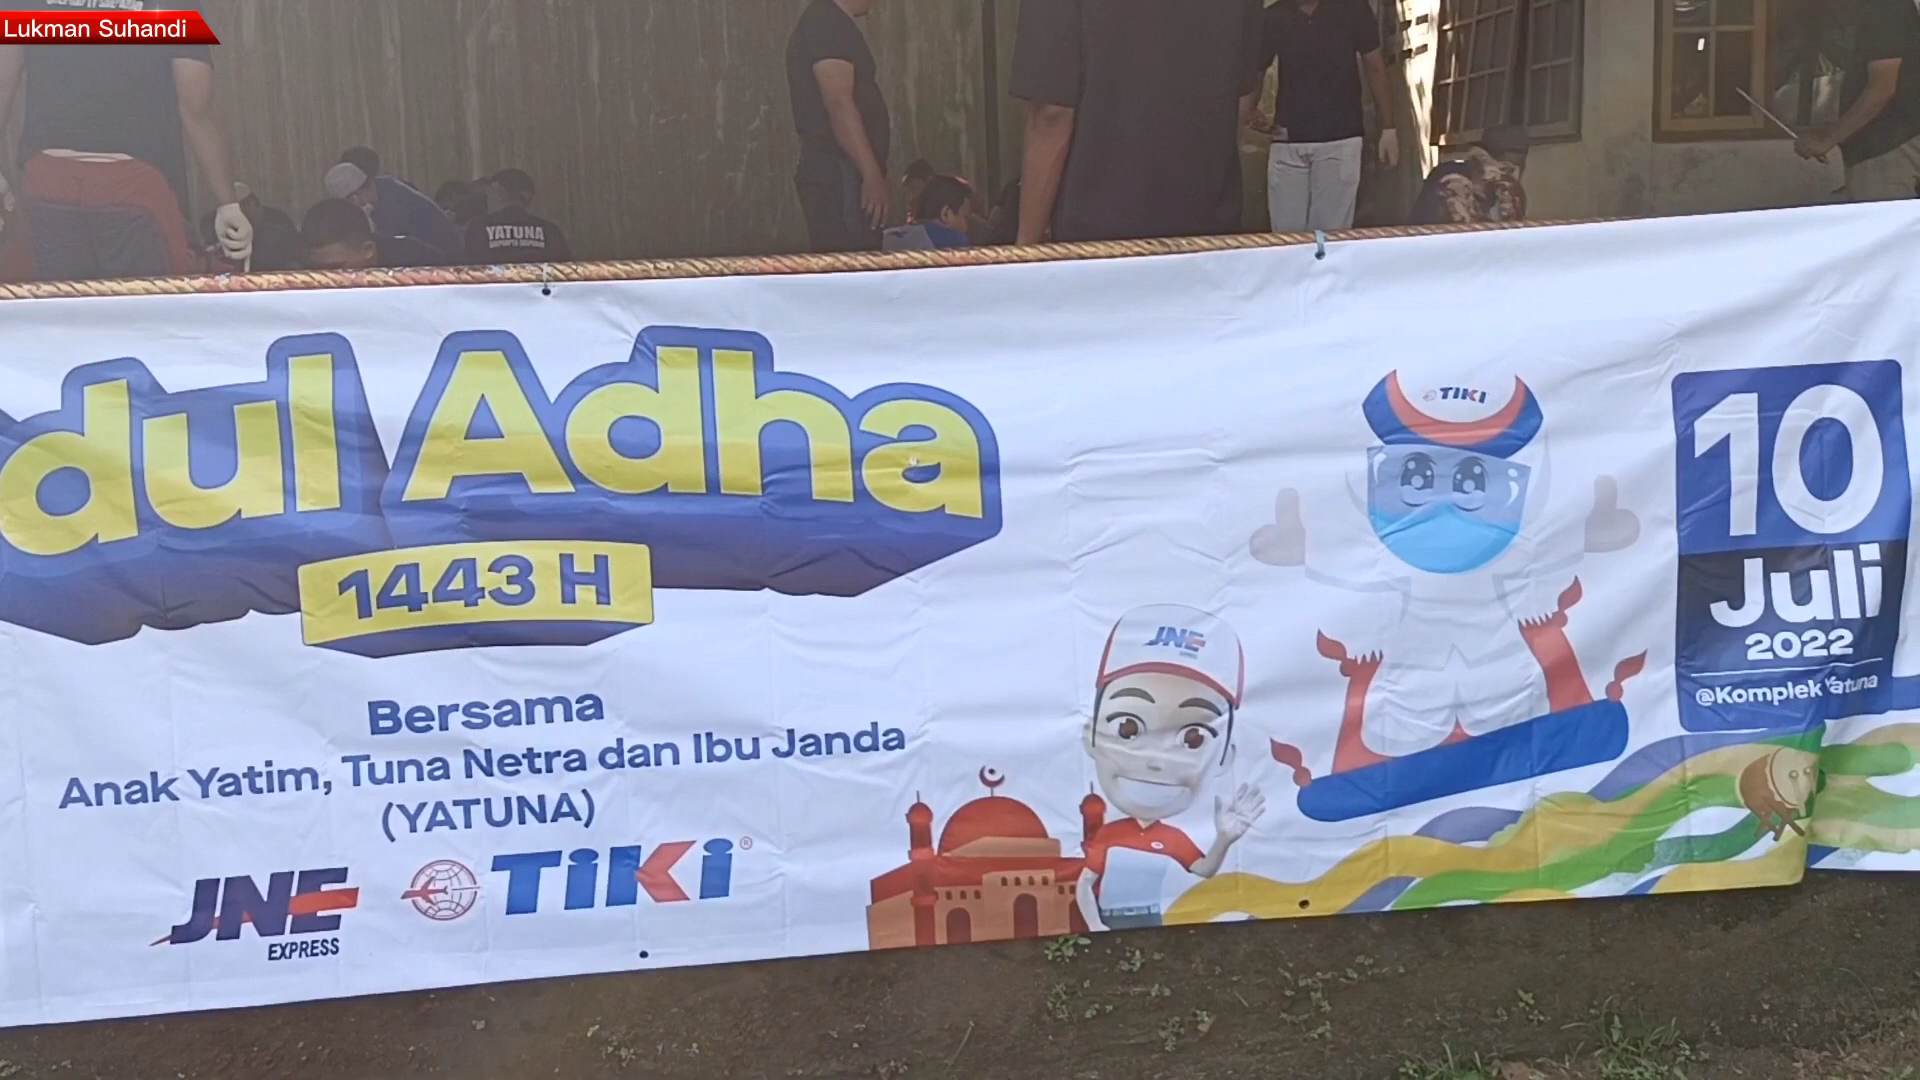 Lukman Suhandi
YATUNA
dul Adha
1443 H
Bersama
Anak Yatim, Tuna Netra dan Ibu Janda
(YATUNA)
JNE
EXPRESS
TiKi®
TIKI
JNE
10
Juli
2022
@Komplek Yatuna